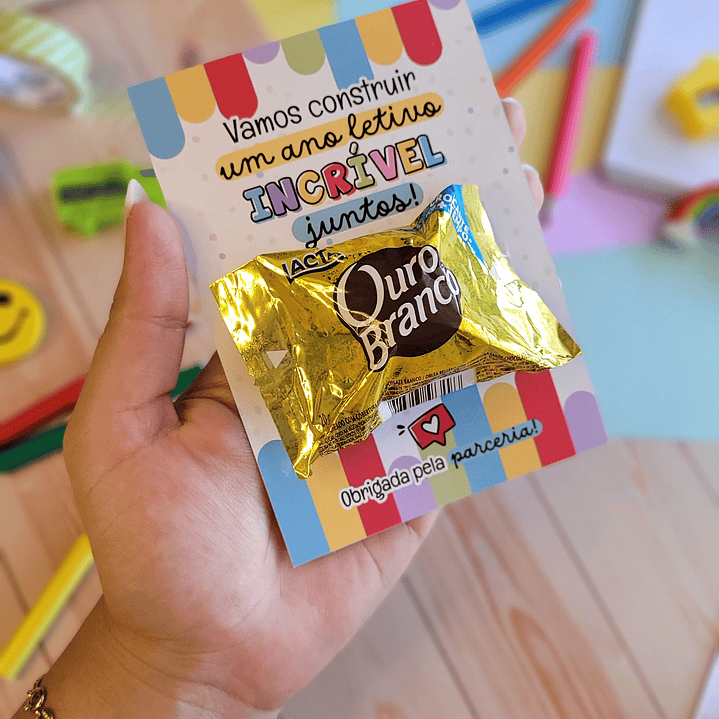 Vamos construir
um ano letivo
INCRÍVEL
juntos!
LACTA
Ouro
Branco
Obrigada pela parceria!